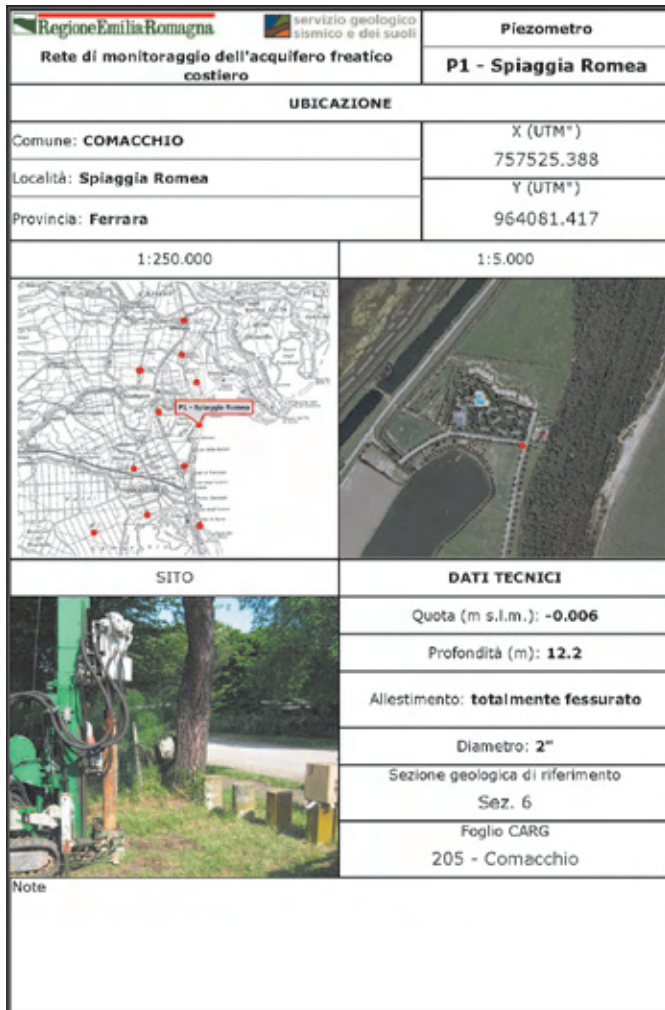 RegioneEmiliaRomagna
servizio geologico
sismico e dei suoli
Rete di monitoraggio dell'acquifero freatico
costiero
Piezometro
P1 - Spiaggia Romea
UBICAZIONE
Comune: COMACCHIO
Località: Spiaggia Romea
Provincia: Ferrara
X (UTM*)
757525.388
Y (UTM*)
964081.417
1:250.000
1:5.000
P1 - Spiaggia Romea
SITO
DATI TECNICI
Quota (m s.l.m.): -0.006
Profondità (m): 12.2
Allestimento: totalmente fessurato
Diametro: 2"
Sezione geologica di riferimento
Sez. 6
Foglio CARG
205 - Comacchio
Note